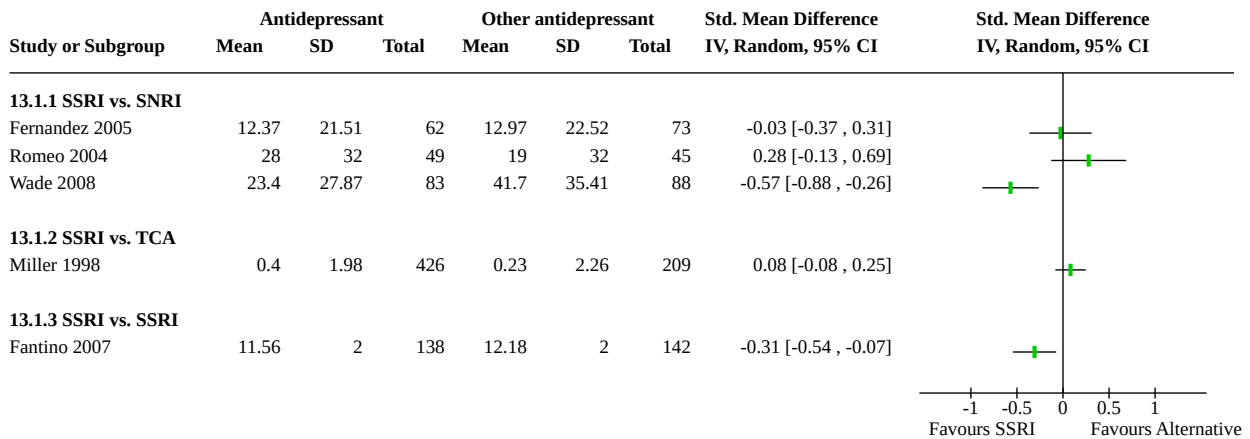 Antidepressant Other antidepressant Std. Mean Difference Std. Mean Difference
Study or Subgroup Mean SD Total Mean SD Total IV, Random, 95% CI IV, Random, 95% CI
13.1.1 SSRI vs. SNRI
Fernandez 2005 12.37 21.51 62 12.97 22.52 73 -0.03 [-0.37 , 0.31]
Romeo 2004 28 32 49 19 32 45 0.28 [-0.13 , 0.69]
Wade 2008 23.4 27.87 83 41.7 35.41 88 -0.57 [-0.88 , -0.26]
13.1.2 SSRI vs. TCA
Miller 1998 0.4 1.98 426 0.23 2.26 209 0.08 [-0.08 , 0.25]
13.1.3 SSRI vs. SSRI
Fantino 2007 11.56 2 138 12.18 2 142 -0.31 [-0.54 , -0.07]
-1 -0.5 0 0.5 1
Favours SSRI Favours Alternative